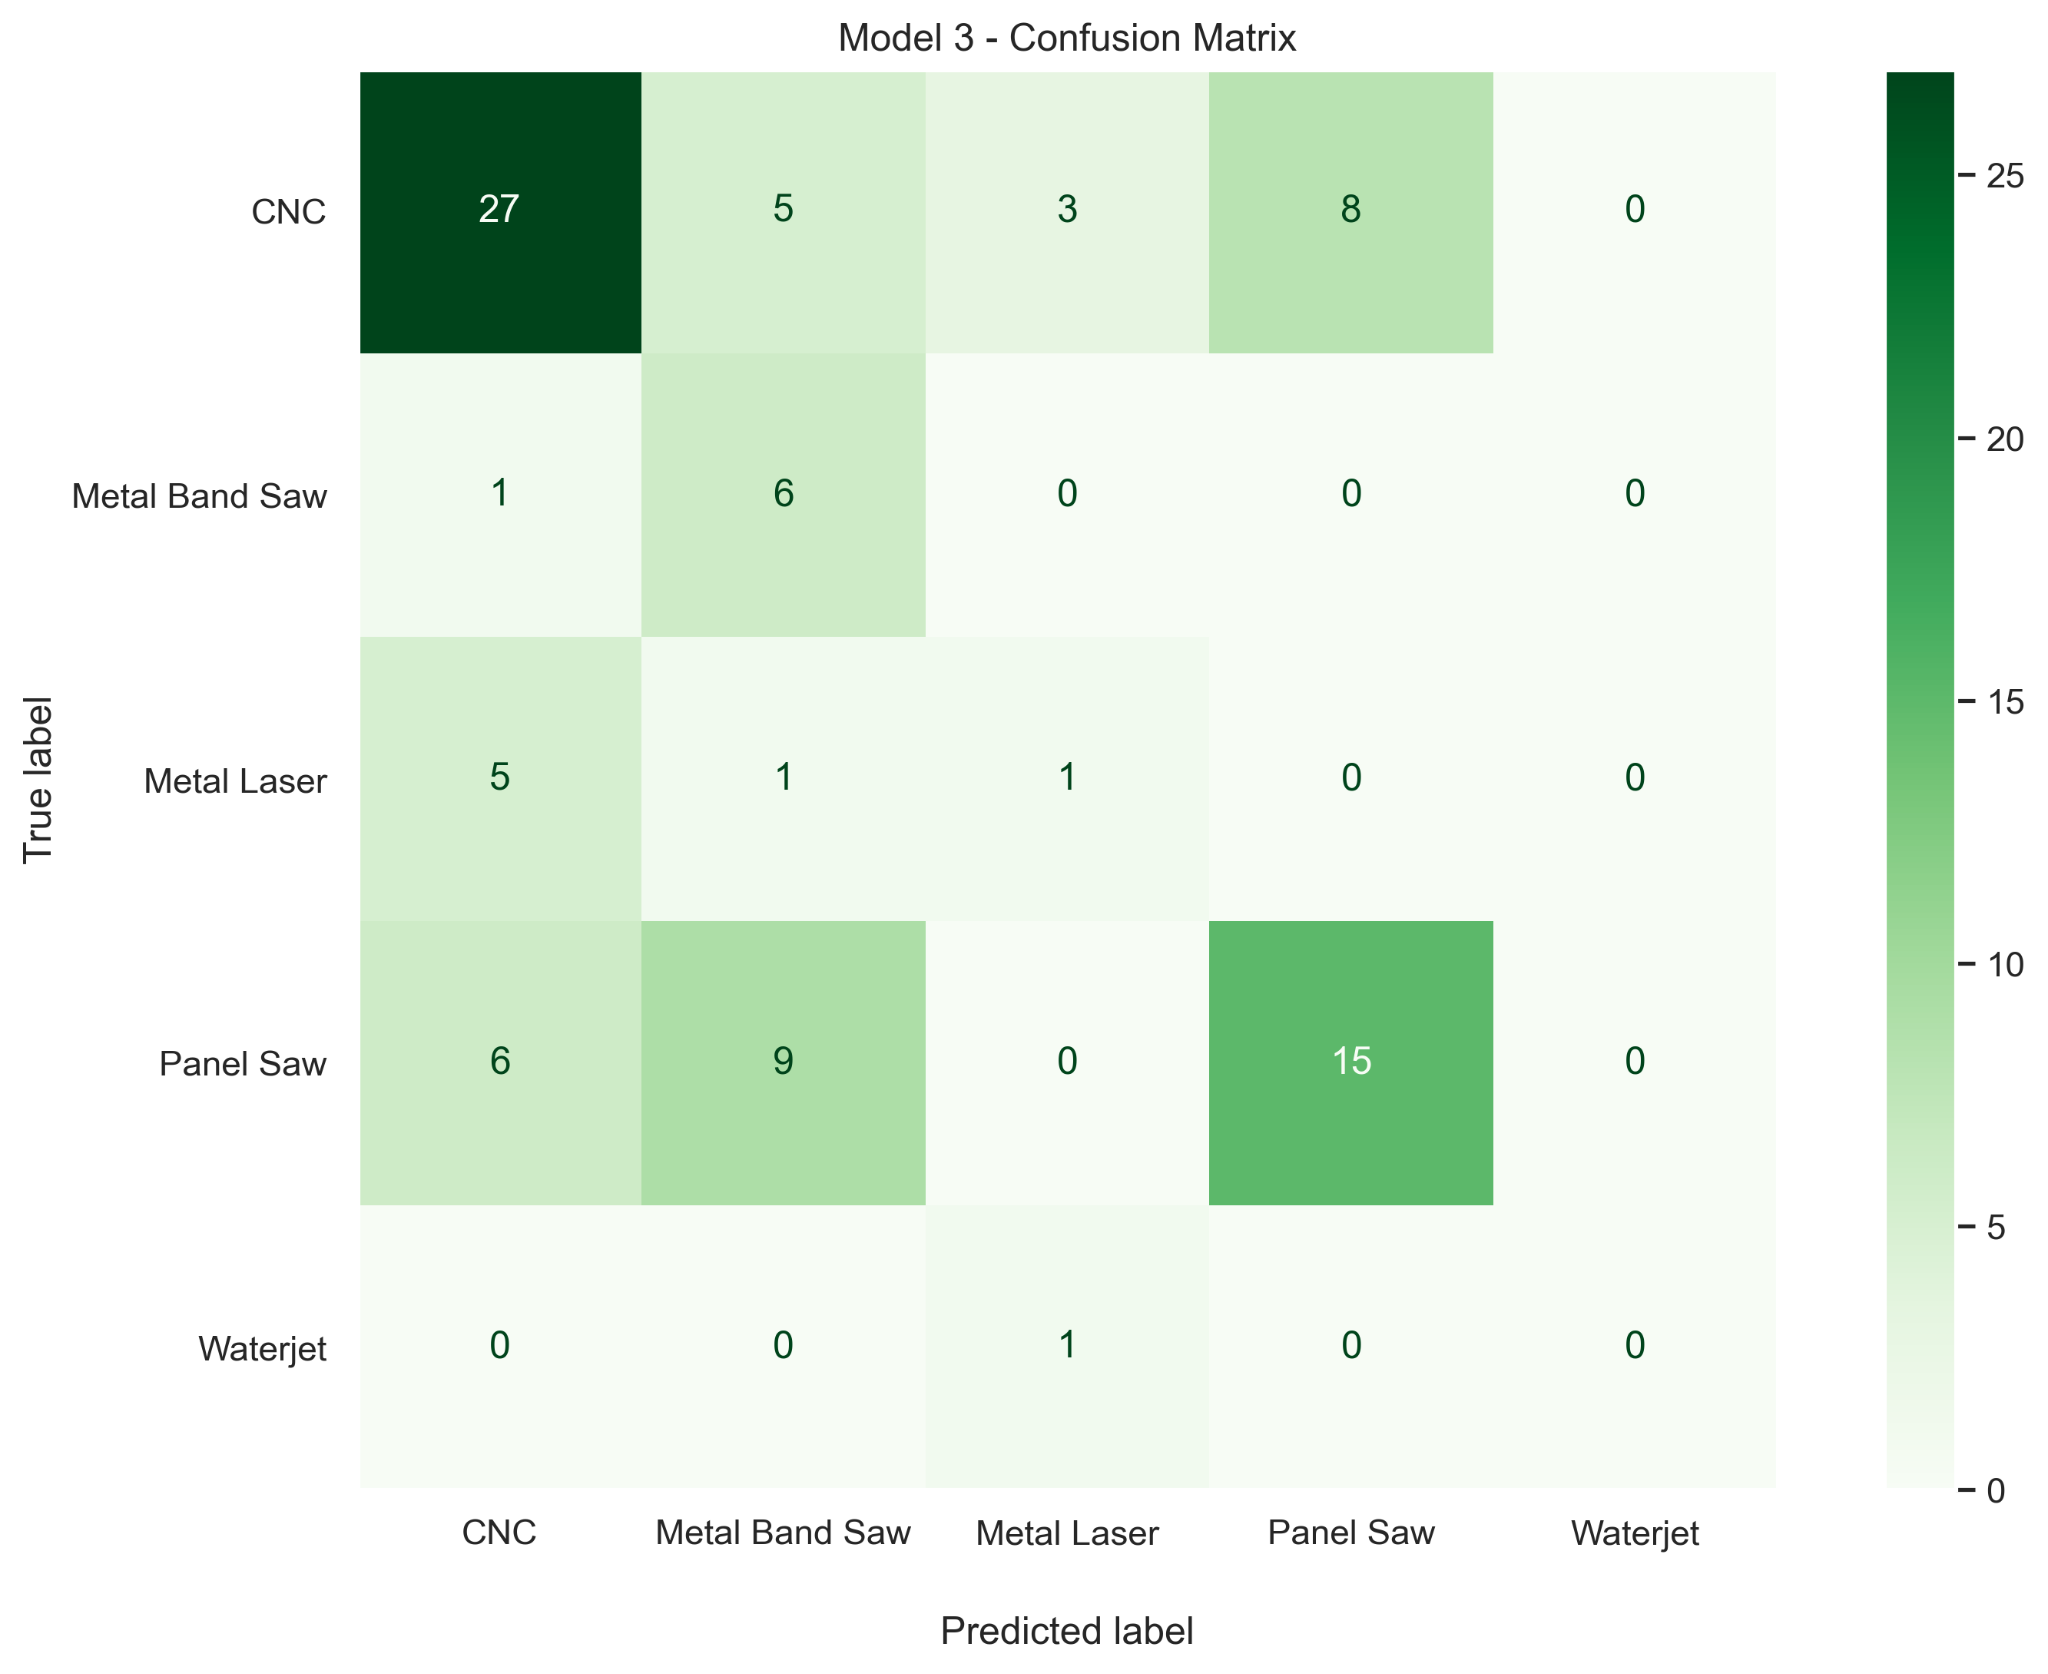 Model 3 - Confusion Matrix
CNC 27 5 3 8 0
Metal Band Saw 1 6 0 0 0
Metal Laser 5 1 1 0 0
Panel Saw 6 9 0 15 0
Waterjet 0 0 1 0 0
CNC Metal Band Saw Metal Laser Panel Saw Waterjet
Predicted label
True label
25
20
15
10
5
0